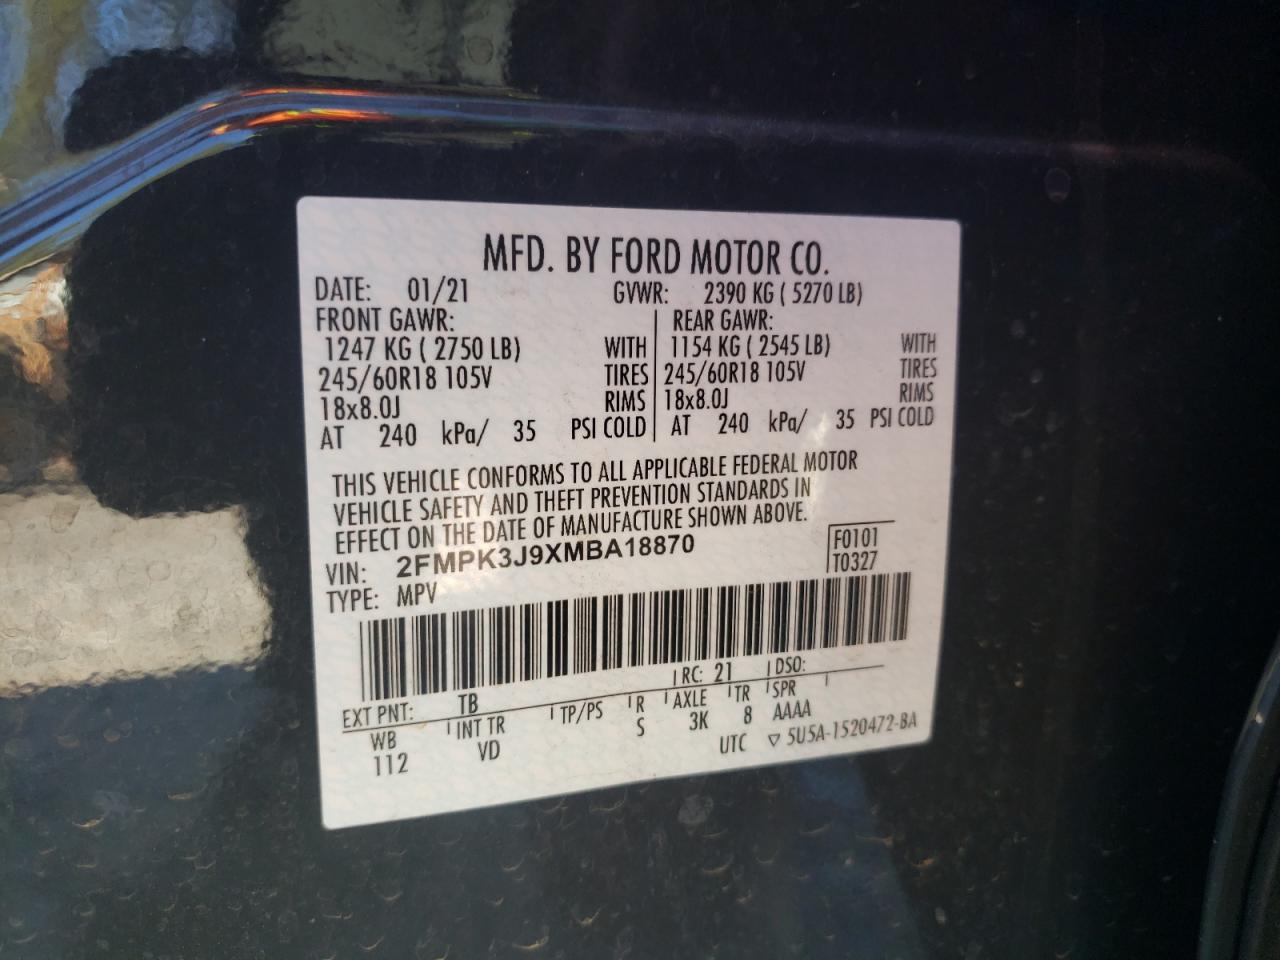 MFD. BY FORD MOTOR CO.
DATE: 01/21 GVWR: 2390 KG ( 5270 LB)
FRONT GAWR: REAR GAWR:
1247 KG ( 2750 LB) WITH 1154 KG ( 2545 LB) WITH
245/60R18 105V TIRES 245/60R18 105V TIRES
18x8.0J RIMS 18x8.0J RIMS
AT 240 kPa/ 35 PSI COLD AT 240 kPa/ 35 PSI COLD
THIS VEHICLE CONFORMS TO ALL APPLICABLE FEDERAL MOTOR
VEHICLE SAFETY AND THEFT PREVENTION STANDARDS IN
EFFECT ON THE DATE OF MANUFACTURE SHOWN ABOVE.
VIN: 2FMPK3J9XMBA18870 F0101
TYPE: MPV T0327
EXT PNT: TB RC: 21 DSO:
WB INT TR TP/PS R AXLE TR SPR
112 VD S 3K 8 AAAA
UTC ▽ 5U5A-1520472-BA